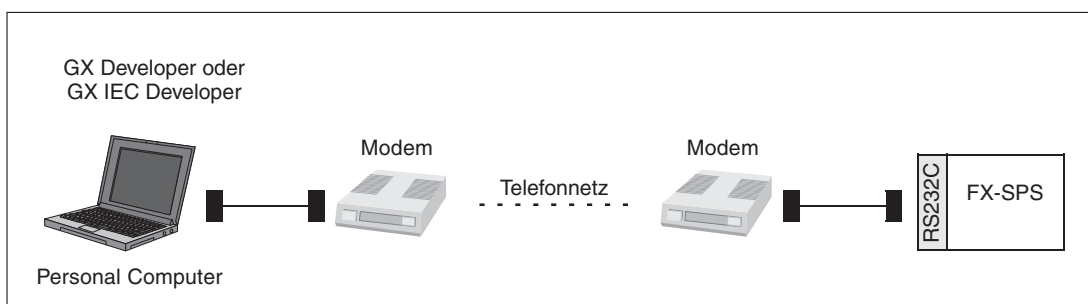 GX Developer oder
GX IEC Developer
Modem
Modem
Telefonnetz
RS232C
FX-SPS
Personal Computer